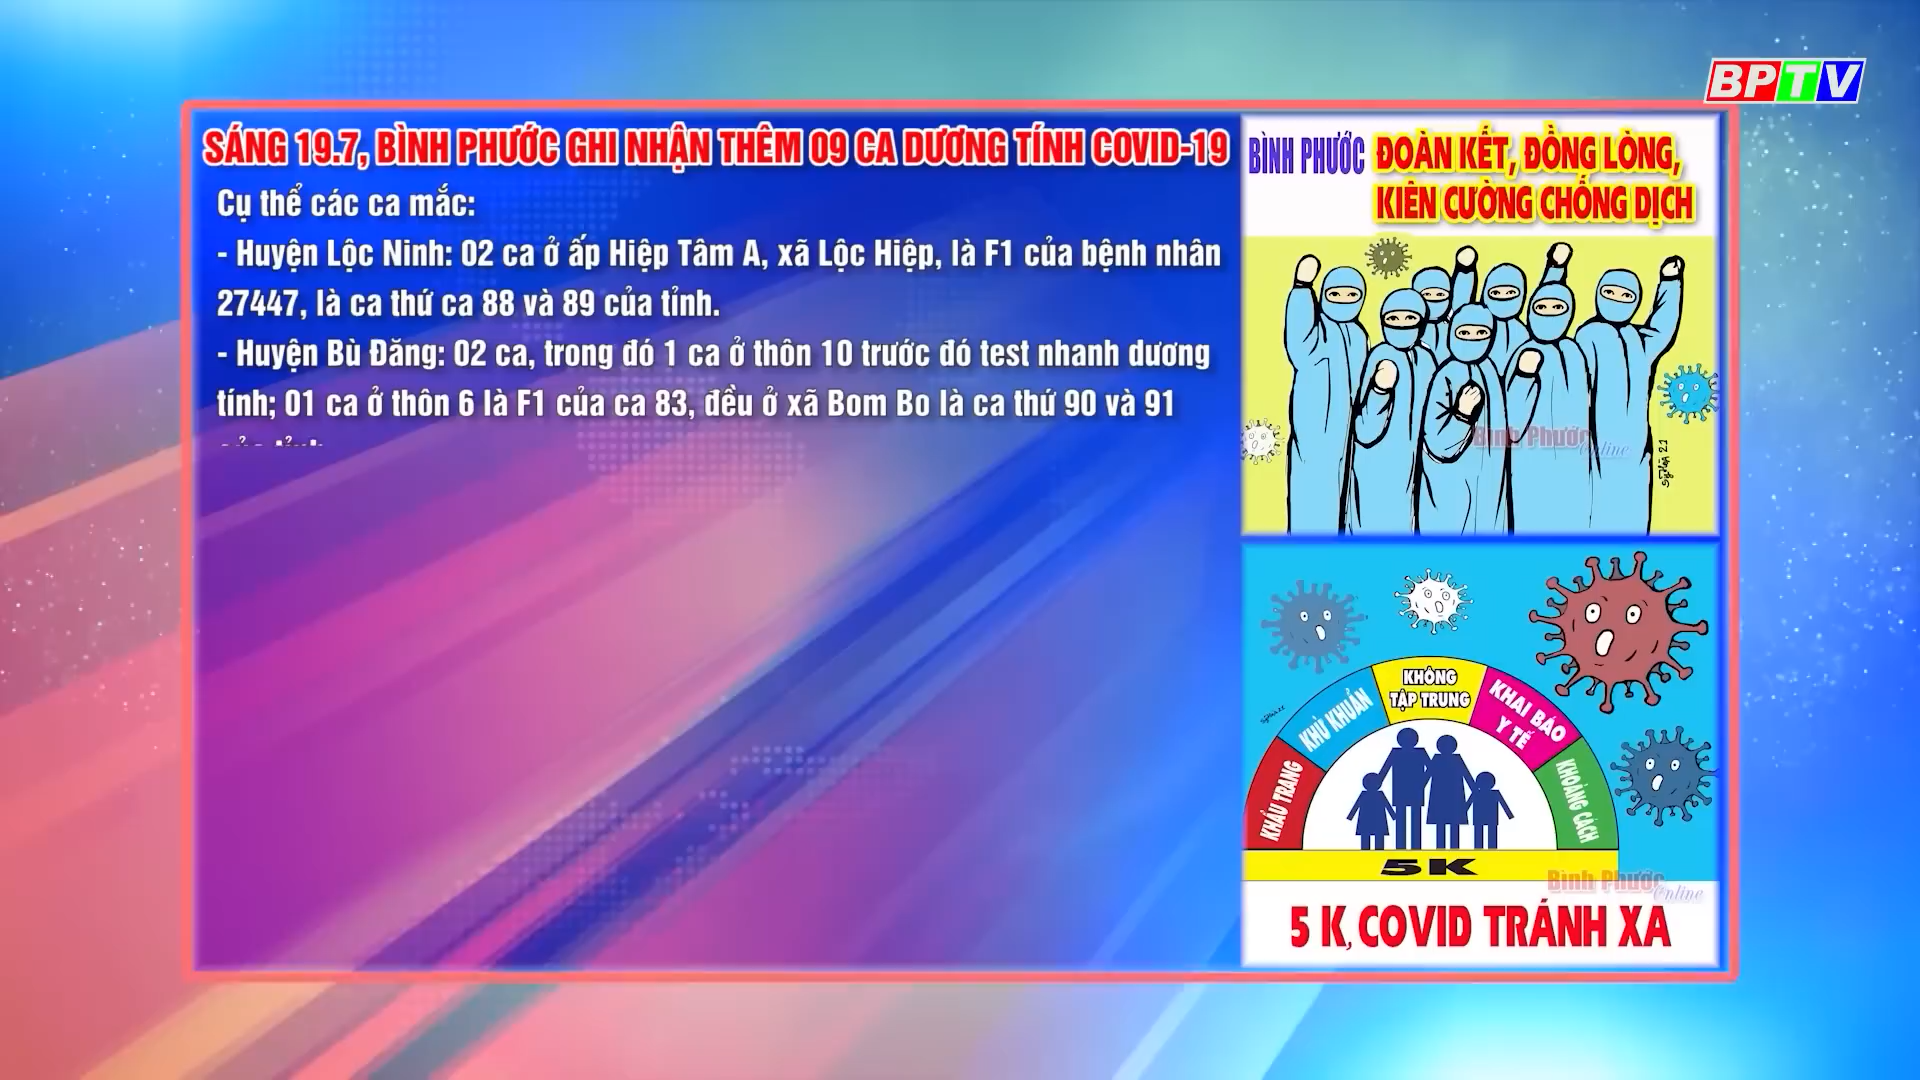 BPTV
SÁNG 19.7, BÌNH PHƯỚC GHI NHẬN THÊM 09 CA DƯƠNG TÍNH COVID-19
Cụ thể các ca mắc:
- Huyện Lộc Ninh: 02 ca ở ấp Hiệp Tâm A, xã Lộc Hiệp, là F1 của bệnh nhân
27447, là ca thứ ca 88 và 89 của tỉnh.
- Huyện Bù Đăng: 02 ca, trong đó 1 ca ở thôn 10 trước đó test nhanh dương
tính; 01 ca ở thôn 6 là F1 của ca 83, đều ở xã Bom Bo là ca thứ 90 và 91
BÌNH PHƯỚC ĐOÀN KẾT, ĐỒNG LÒNG,
KIÊN CƯỜNG CHỐNG DỊCH
Bình Phước Online
KHẨU TRANG
KHỬ KHUẨN
KHÔNG
TẬP TRUNG
KHAI BÁO
Y TẾ
KHOẢNG CÁCH
5 K
Bình Phước Online
5 K, COVID TRÁNH XA